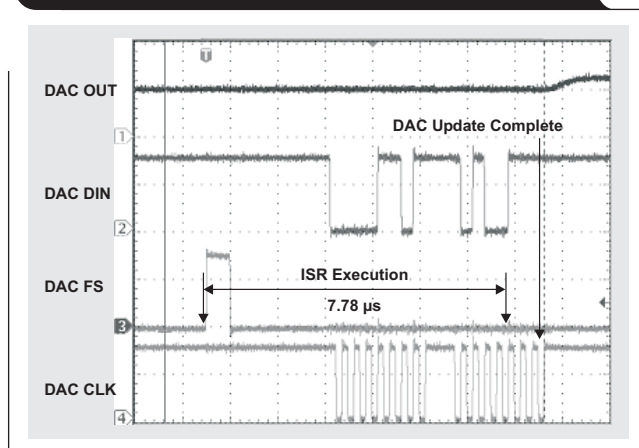 T
DAC OUT
1
DAC Update Complete
DAC DIN
2
ISR Execution
DAC FS
7.78 µs
3
DAC CLK
4